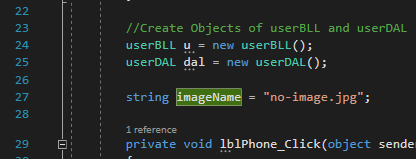 22
23 //Create Objects of userBLL and userDAL
24 userBLL u = new userBLL();
25 userDAL dal = new userDAL();
26
27 string imageName = "no-image.jpg";
28
1 reference
29 private void lblPhone_Click(object sende